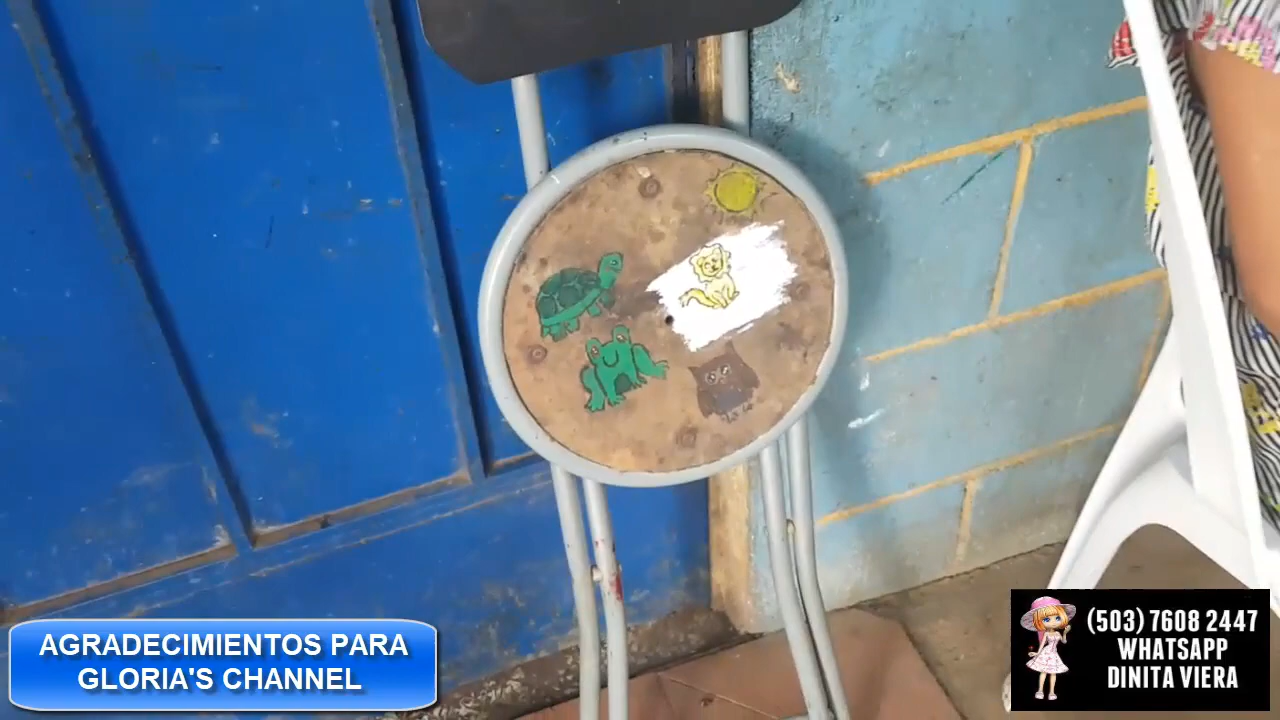 AGRADECIMIENTOS PARA
GLORIA'S CHANNEL
(503) 7608 2447
WHATSAPP
DINITA VIERA